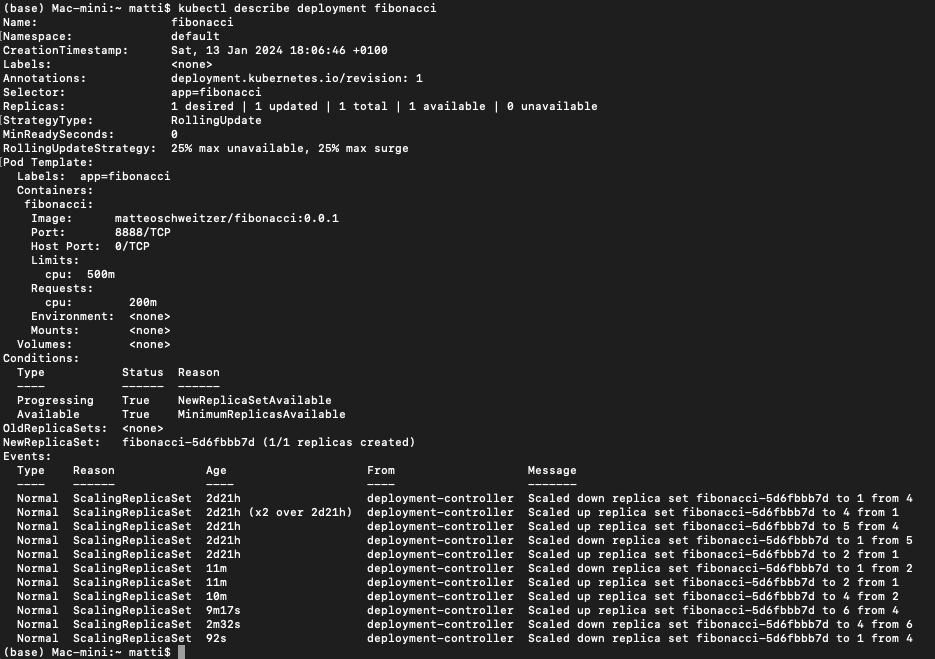 (base) Mac-mini:~ matti$ kubectl describe deployment fibonacci
Name:                   fibonacci
[Namespace:              default
CreationTimestamp:      Sat, 13 Jan 2024 18:06:46 +0100
Labels:                 <none>
Annotations:            deployment.kubernetes.io/revision: 1
Selector:               app=fibonacci
Replicas:               1 desired | 1 updated | 1 total | 1 available | 0 unavailable
[StrategyType:           RollingUpdate
MinReadySeconds:        0
RollingUpdateStrategy:  25% max unavailable, 25% max surge
[Pod Template:
  Labels:  app=fibonacci
  Containers:
   fibonacci:
    Image:      matteoschweitzer/fibonacci:0.0.1
    Port:       8888/TCP
    Host Port:  0/TCP
    Limits:
      cpu:  500m
    Requests:
      cpu:        200m
    Environment:  <none>
    Mounts:       <none>
  Volumes:        <none>
Conditions:
  Type           Status  Reason
  ----           ------  ------
  Progressing    True    NewReplicaSetAvailable
  Available      True    MinimumReplicasAvailable
OldReplicaSets:  <none>
NewReplicaSet:   fibonacci-5d6fbbb7d (1/1 replicas created)
Events:
  Type    Reason             Age                    From                   Message
  ----    ------             ----                   ----                   -------
  Normal  ScalingReplicaSet  2d21h                  deployment-controller  Scaled down replica set fibonacci-5d6fbbb7d to 1 from 4
  Normal  ScalingReplicaSet  2d21h (x2 over 2d21h)  deployment-controller  Scaled up replica set fibonacci-5d6fbbb7d to 4 from 1
  Normal  ScalingReplicaSet  2d21h                  deployment-controller  Scaled up replica set fibonacci-5d6fbbb7d to 5 from 4
  Normal  ScalingReplicaSet  2d21h                  deployment-controller  Scaled down replica set fibonacci-5d6fbbb7d to 1 from 5
  Normal  ScalingReplicaSet  2d21h                  deployment-controller  Scaled up replica set fibonacci-5d6fbbb7d to 2 from 1
  Normal  ScalingReplicaSet  11m                    deployment-controller  Scaled down replica set fibonacci-5d6fbbb7d to 1 from 2
  Normal  ScalingReplicaSet  11m                    deployment-controller  Scaled up replica set fibonacci-5d6fbbb7d to 2 from 1
  Normal  ScalingReplicaSet  10m                    deployment-controller  Scaled up replica set fibonacci-5d6fbbb7d to 4 from 2
  Normal  ScalingReplicaSet  9m17s                  deployment-controller  Scaled up replica set fibonacci-5d6fbbb7d to 6 from 4
  Normal  ScalingReplicaSet  2m32s                  deployment-controller  Scaled down replica set fibonacci-5d6fbbb7d to 4 from 6
  Normal  ScalingReplicaSet  92s                    deployment-controller  Scaled down replica set fibonacci-5d6fbbb7d to 1 from 4
(base) Mac-mini:~ matti$